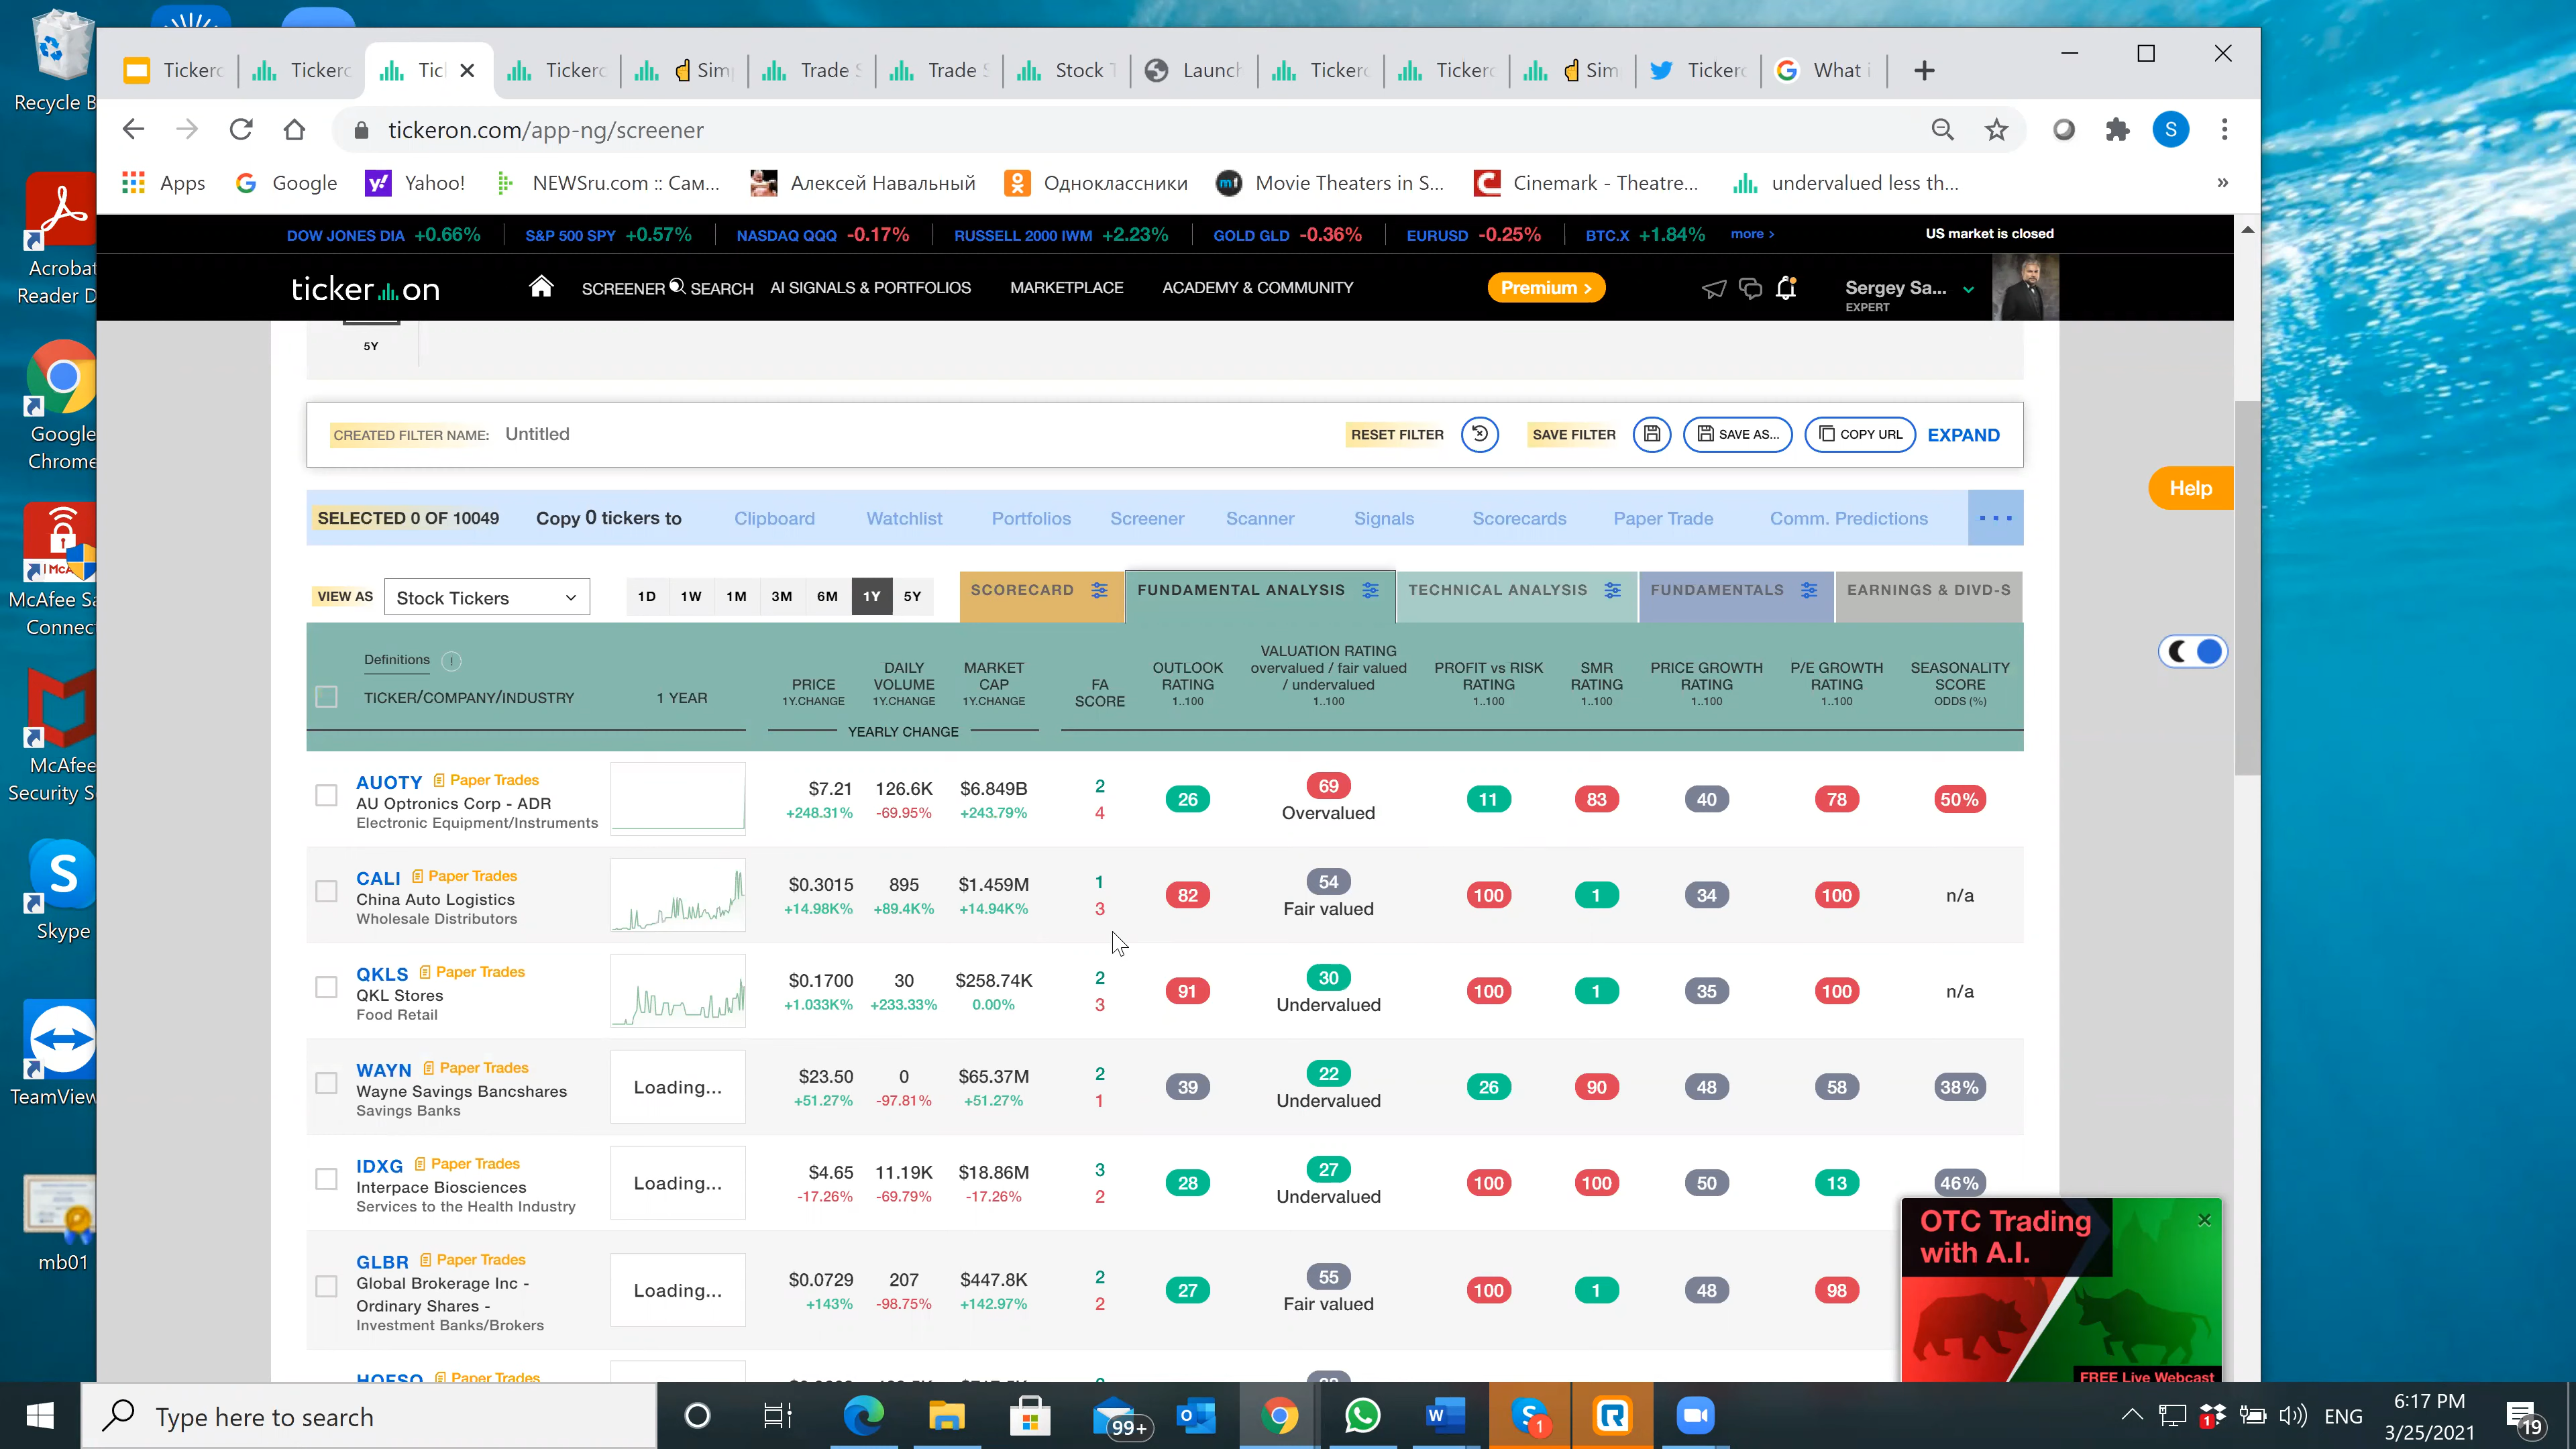 Recycle B
Acrobat
Reader D
Google
Chrome
McAfee Sa
Connect
McAfee
Security S
Skype
TeamView
mb01
Tickerc
Tickerc
Tic
Tickerc
Sim
Trade S
Trade S
Stock T
Launch
Tickerc
Tickerc
Sim
Tickerc
What i
tickeron.com/app-ng/screener
S
Apps
Google
Yahoo!
NEWSru.com :: Сам...
Алексей Навальный
Одноклассники
Movie Theaters in S...
Cinemark - Theatre...
undervalued less th...
»
DOW JONES DIA +0.66%
S&P 500 SPY +0.57%
NASDAQ QQQ -0.17%
RUSSELL 2000 IWM +2.23%
GOLD GLD -0.36%
EURUSD -0.25%
BTC.X +1.84%
more >
US market is closed
tickeron
SCREENER SEARCH
AI SIGNALS & PORTFOLIOS
MARKETPLACE
ACADEMY & COMMUNITY
Premium >
Sergey Sa...
EXPERT
5Y
CREATED FILTER NAME: Untitled
RESET FILTER
SAVE FILTER
SAVE AS...
COPY URL
EXPAND
Help
SELECTED 0 OF 10049 Copy 0 tickers to Clipboard Watchlist Portfolios Screener Scanner Signals Scorecards Paper Trade Comm. Predictions ...
VIEW AS Stock Tickers 1D 1W 1M 3M 6M 1Y 5Y
SCORECARD FUNDAMENTAL ANALYSIS TECHNICAL ANALYSIS FUNDAMENTALS EARNINGS & DIVD-S
Definitions !
TICKER/COMPANY/INDUSTRY
1 YEAR
PRICE
1Y.CHANGE
DAILY
VOLUME
1Y.CHANGE
MARKET
CAP
1Y.CHANGE
YEARLY CHANGE
FA
SCORE
OUTLOOK
RATING
1..100
VALUATION RATING
overvalued / fair valued
/ undervalued
1..100
PROFIT vs RISK
RATING
1..100
SMR
RATING
1..100
PRICE GROWTH
RATING
1..100
P/E GROWTH
RATING
1..100
SEASONALITY
SCORE
ODDS (%)
AUOTY Paper Trades
AU Optronics Corp - ADR
Electronic Equipment/Instruments
$7.21 126.6K $6.849B
+248.31% -69.95% +243.79%
2
4
26
69
Overvalued
11 83 40 78 50%
CALI Paper Trades
China Auto Logistics
Wholesale Distributors
$0.3015 895 $1.459M
+14.98K% +89.4K% +14.94K%
1
3
82
54
Fair valued
100 1 34 100 n/a
QKLS Paper Trades
QKL Stores
Food Retail
$0.1700 30 $258.74K
+1.033K% +233.33% 0.00%
2
3
91
30
Undervalued
100 1 35 100 n/a
WAYN Paper Trades
Wayne Savings Bancshares
Savings Banks
Loading...
$23.50 0 $65.37M
+51.27% -97.81% +51.27%
2
1
39
22
Undervalued
26 90 48 58 38%
IDXG Paper Trades
Interpace Biosciences
Services to the Health Industry
Loading...
$4.65 11.19K $18.86M
-17.26% -69.79% -17.26%
3
2
28
27
Undervalued
100 100 50 13 46%
GLBR Paper Trades
Global Brokerage Inc -
Ordinary Shares -
Investment Banks/Brokers
Loading...
$0.0729 207 $447.8K
+143% -98.75% +142.97%
2
2
27
55
Fair valued
100 1 48 98
Paper Trades
OTC Trading
with A.I.
FREE Live Webcast
Type here to search
99+
1
1
ENG
6:17 PM
3/25/2021
19